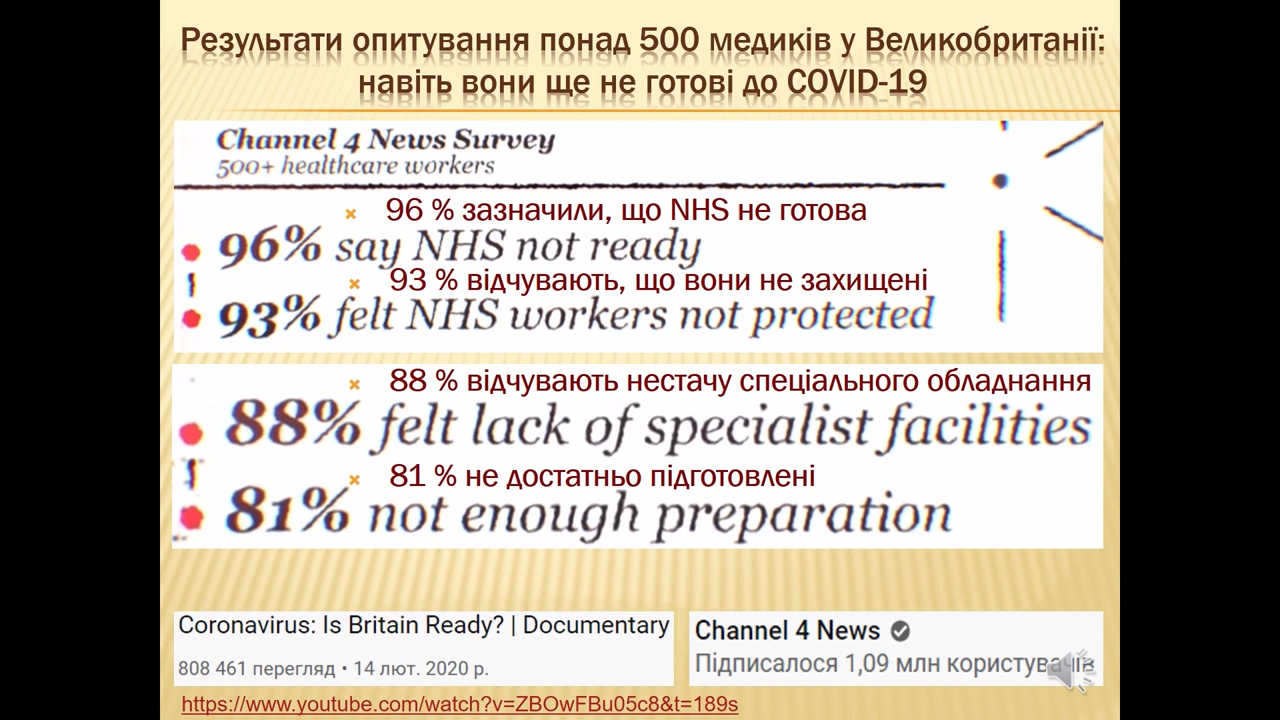 Результати опитування понад 500 медиків у Великобританії:
навіть вони ще не готові до COVID-19
Channel 4 News Survey
500+ healthcare workers
96 % зазначили, що NHS не готова
96% say NHS not ready
93 % відчувають, що вони не захищені
93% felt NHS workers not protected
88 % відчувають нестачу спеціального обладнання
88% felt lack of specialist facilities
81 % не достатньо підготовлені
81% not enough preparation
Coronavirus: Is Britain Ready? | Documentary
808 461 перегляд • 14 лют. 2020 р.
Channel 4 News
Підписалося 1,09 млн користувачів
https://www.youtube.com/watch?v=ZBOwFBu05c8&t=189s